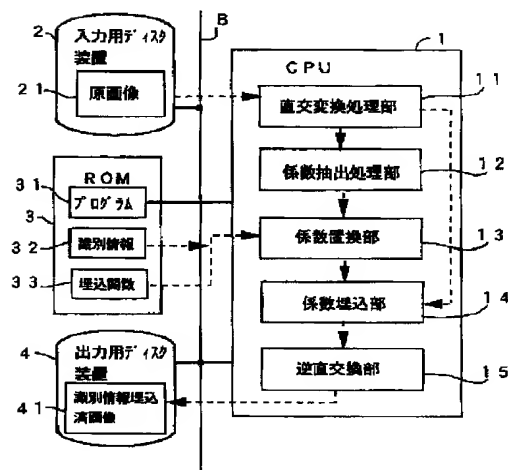 2
入力用ディスク
装置
21
原画像
B
1
CPU
11
直交変換処理部
12
係数抽出処理部
13
係数置換部
14
係数埋込部
15
逆直交換部
ROM
31
プログラム
3
32
識別情報
33
埋込関数
4
出力用ディスク
装置
41
識別情報埋込
済画像